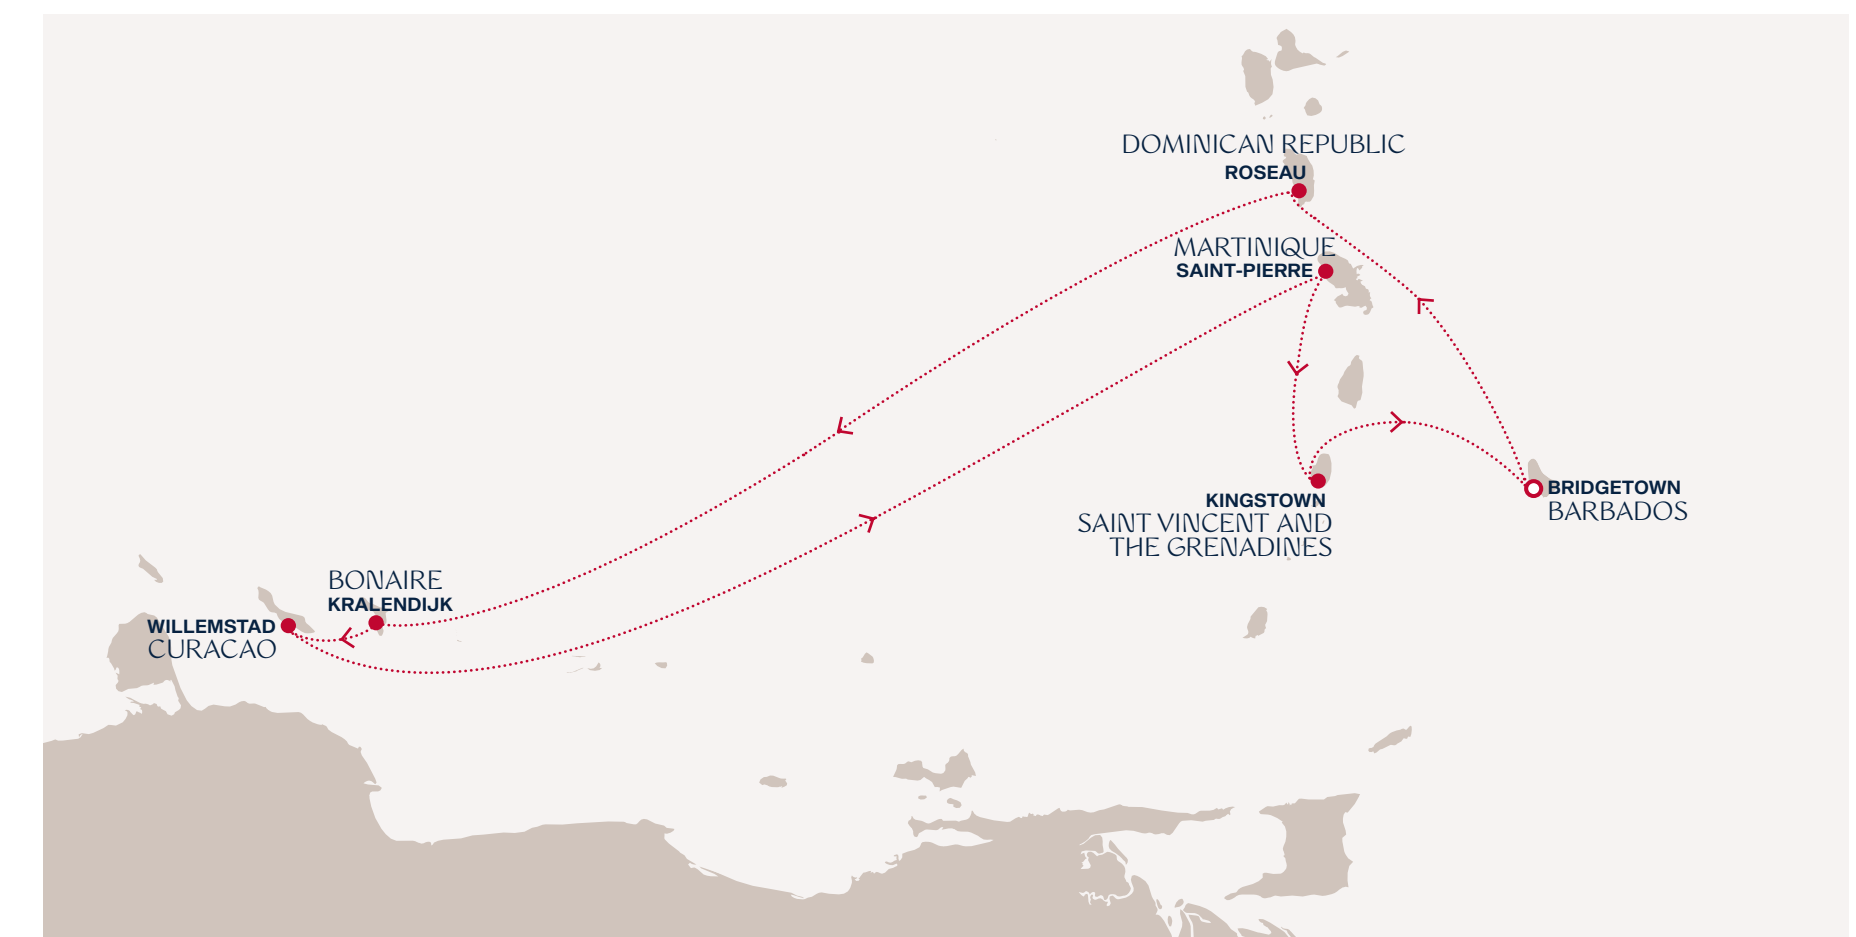 DOMINICAN REPUBLIC
ROSEAU
MARTINIQUE
SAINT-PIERRE
KINGSTOWN
SAINT VINCENT AND
THE GRENADINES
BRIDGETOWN
BARBADOS
BONAIRE
KRALENDIJK
WILLEMSTAD
CURACAO